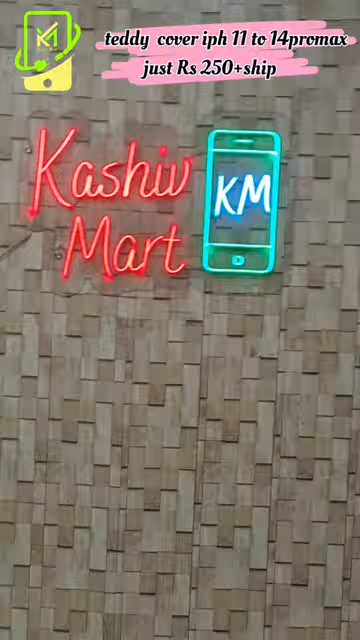 teddy cover iph 11 to 14promax
just Rs 250+ship
Kashiv
Mart
KM